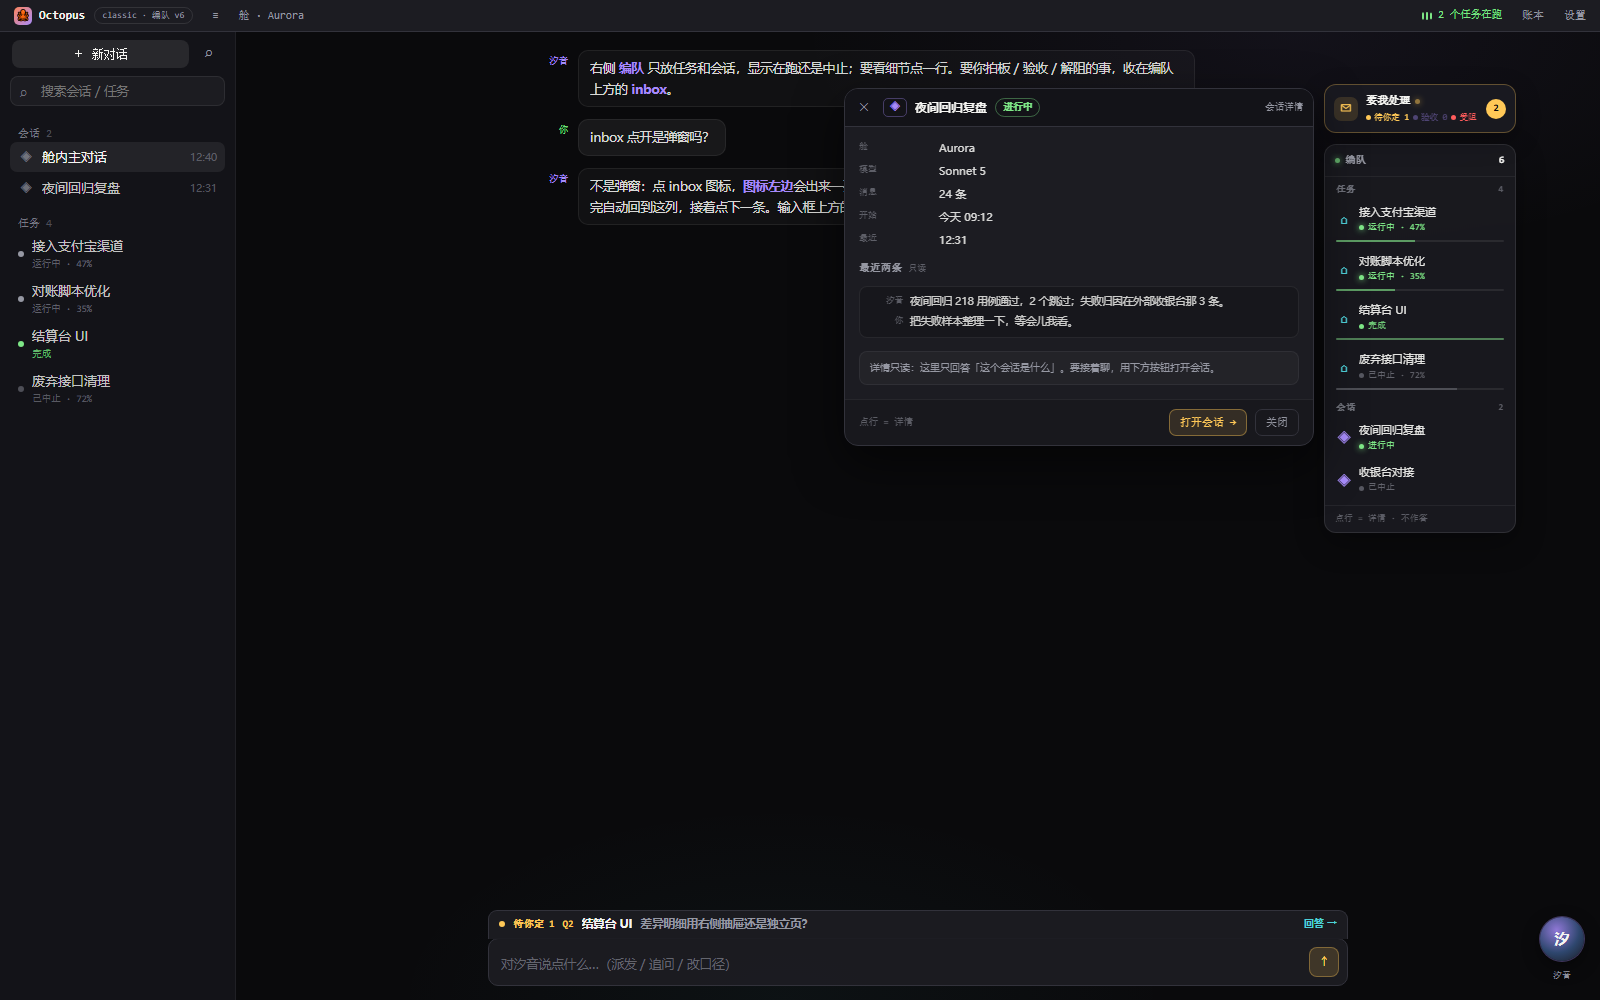 Octopus
classic · 编队 v6
≡
舱 · Aurora
2 个任务在跑
账本
设置
+ 新对话
搜索会话 / 任务
会话 2
舱内主对话 12:40
夜间回归复盘 12:31
任务 4
接入支付宝渠道
运行中 · 47%
对账脚本优化
运行中 · 35%
结算台 UI
完成
废弃接口清理
已中止 · 72%
汐音
右侧 编队 只放任务和会话，显示在跑还是中止；要看细节点一行。要你拍板 / 验收 / 解阻的事，收在编队
上方的 inbox。
你
inbox 点开是弹窗吗？
汐音
不是弹窗：点 inbox 图标，图标左边会出来一
完自动回到这列，接着点下一条。输入框上方的
× 夜间回归复盘 进行中 会话详情
舱 Aurora
模型 Sonnet 5
消息 24 条
开始 今天 09:12
最近 12:31
最近两条 只读
汐音 夜间回归 218 用例通过，2 个跳过；失败归因在外部收银台那 3 条。
你 把失败样本整理一下，等会儿我看。
详情只读：这里只回答「这个会话是什么」。要接着聊，用下方按钮打开会话。
点行 = 详情
打开会话 →
关闭
要我处理
待你定 1 验收 0 受阻
2
编队 6
任务 4
接入支付宝渠道
运行中 · 47%
对账脚本优化
运行中 · 35%
结算台 UI
完成
废弃接口清理
已中止 · 72%
会话 2
夜间回归复盘
进行中
收银台对接
已中止
点行 = 详情 · 不作答
待你定 1 Q2 结算台 UI 差异明细用右侧抽屉还是独立页？ 回答 →
对汐音说点什么…（派发 / 追问 / 改口径）
↑
汐
汐音